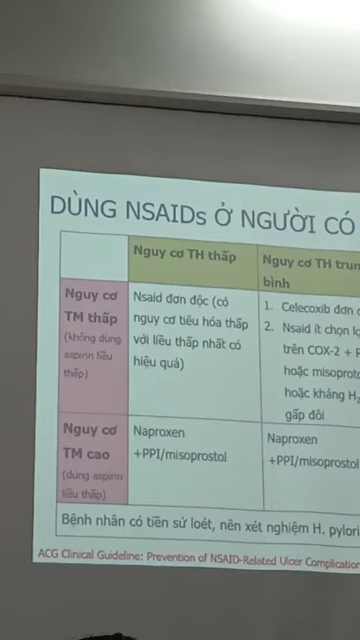 DÙNG NSAIDs Ở NGƯỜI CÓ
Nguy cơ TH thấp
Nguy cơ TH trun
bình
Nguy cơ
TM thấp
(không dùng
aspirin liều
thấp)
Nsaid đơn độc (có
nguy cơ tiêu hóa thấp
với liều thấp nhất có
hiệu quả)
1. Celecoxib đơn
2. Nsaid ít chọn lọ
trên COX-2 + P
hoặc misoprot
hoặc kháng H₂
gấp đôi
Nguy cơ
TM cao
(dùng aspirin
liều thấp)
Naproxen
+PPI/misoprostol
Naproxen
+PPI/misoprostol
Bệnh nhân có tiền sử loét, nên xét nghiệm H. pylori
ACG Clinical Guideline: Prevention of NSAID-Related Ulcer Complication